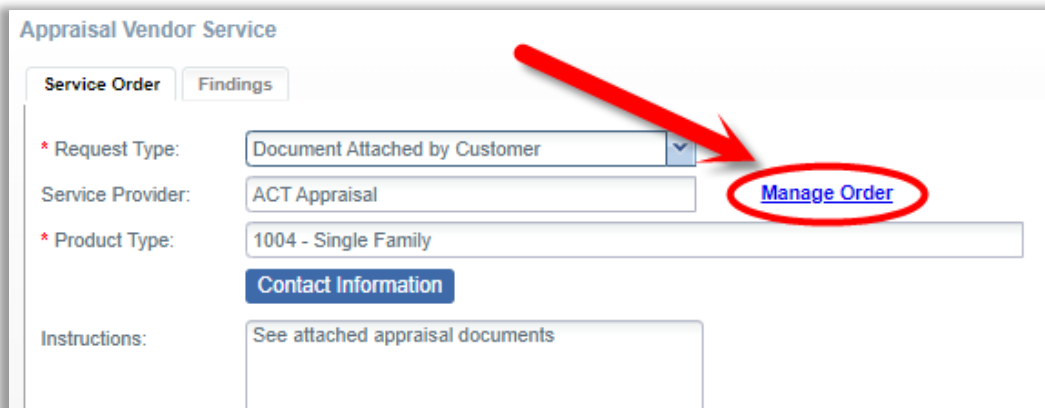 Appraisal Vendor Service
Service Order Findings
* Request Type: Document Attached by Customer
Service Provider: ACT Appraisal Manage Order
* Product Type: 1004 - Single Family
Contact Information
Instructions: See attached appraisal documents